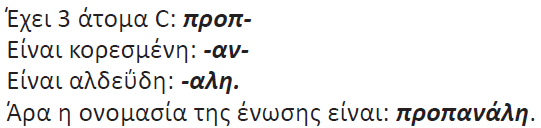 Έχει 3 άτομα C: προπ-
Είναι κορεσμένη: -αν-
Είναι αλδεΰδη: -αλη.
Άρα η ονομασία της ένωσης είναι: προπανάλη.